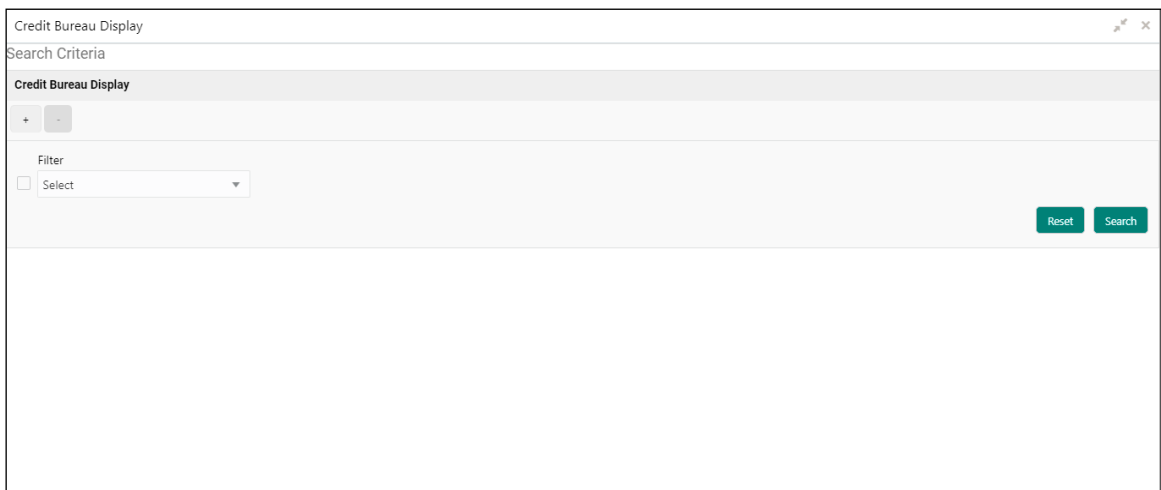 Credit Bureau Display
Search Criteria
Credit Bureau Display
+ -
Filter
Select
Reset Search